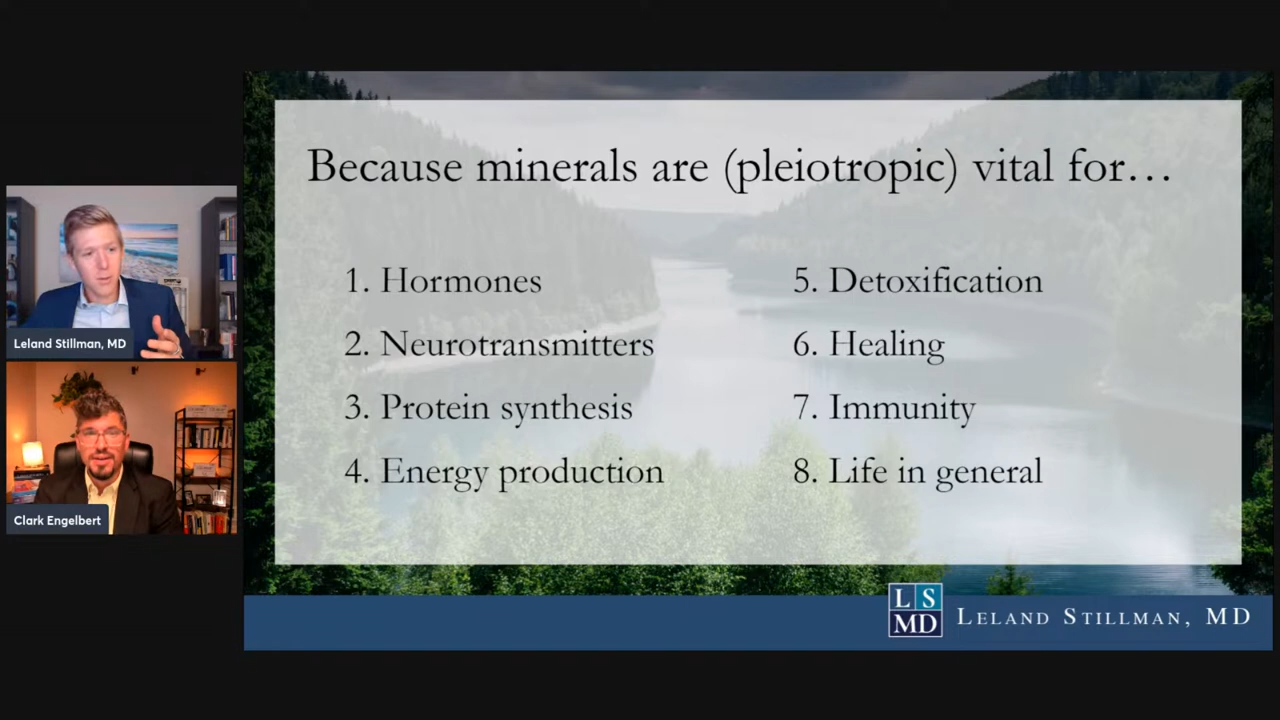 Because minerals are (pleiotropic) vital for…
1. Hormones
2. Neurotransmitters
3. Protein synthesis
4. Energy production
5. Detoxification
6. Healing
7. Immunity
8. Life in general
Leland Stillman, MD
Clark Engelbert
L S
MD
LELAND STILLMAN, MD